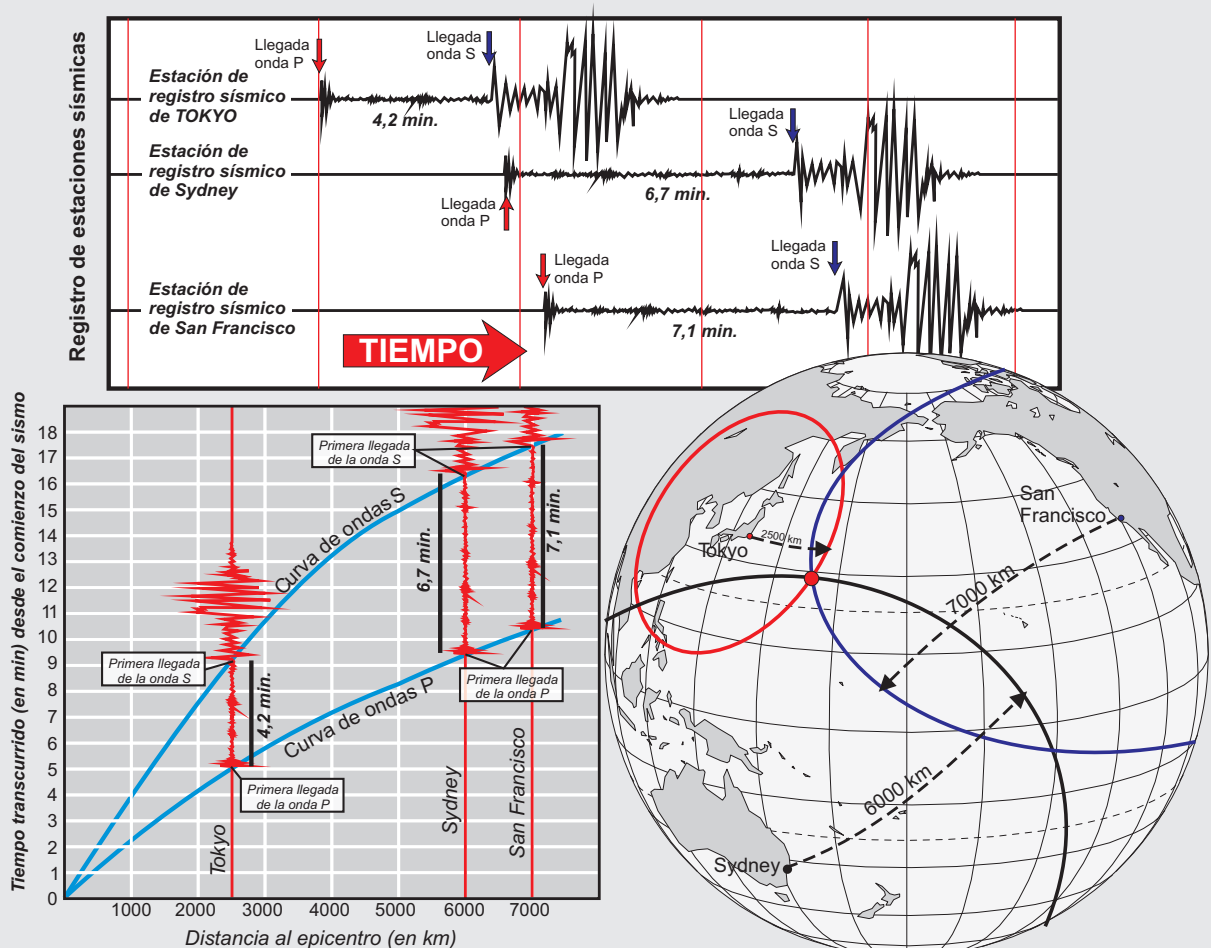 Registro de estaciones sísmicas
Llegada
onda P
Llegada
onda S
Estación de
registro sísmico
de TOKYO
4,2 min.
Llegada
onda S
Estación de
registro sísmico
de Sydney
6,7 min.
Llegada
onda P
Llegada
onda P
Llegada
onda S
Estación de
registro sísmico
de San Francisco
7,1 min.
TIEMPO
Tiempo transcurrido (en min) desde el comienzo del sismo
18
17
16
15
14
13
12
11
10
9
8
7
6
5
4
3
2
1
0
Primera llegada
de la onda S
Curva de ondas S
6,7 min.
7,1 min.
Primera llegada
de la onda S
4,2 min.
Primera llegada
de la onda P
Curva de ondas P
Primera llegada
de la onda P
Tokyo
Sydney
San Francisco
0
1000
2000
3000
4000
5000
6000
7000
Distancia al epicentro (en km)
San
Francisco
2500 km
Tokyo
7000 km
6000 km
Sydney